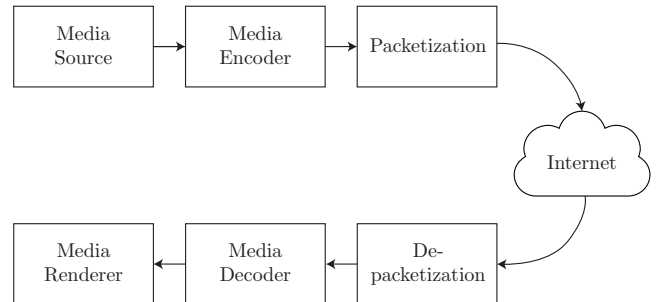 Media
Source
Media
Encoder
Packetization
Internet
Media
Renderer
Media
Decoder
De-
packetization